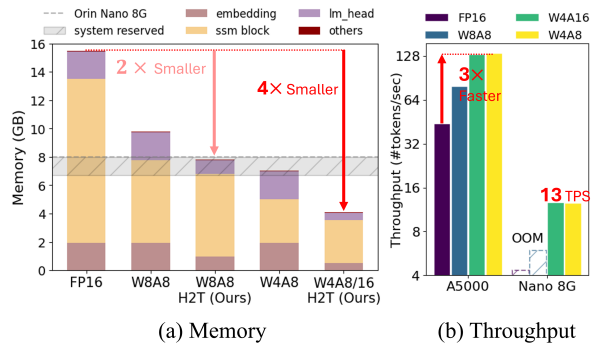 Orin Nano 8G
system reserved
embedding
ssm block
lm_head
others
FP16
W8A8
W4A16
W4A8
Memory (GB)
16
14
12
10
8
6
4
2
0
2 × Smaller
4× Smaller
FP16
W8A8
W8A8
H2T (Ours)
W4A8
W4A8/16
H2T (Ours)
(a) Memory
Throughput (#tokens/sec)
128
64
32
16
8
4
3×
Faster
13 TPS
OOM
A5000
Nano 8G
(b) Throughput